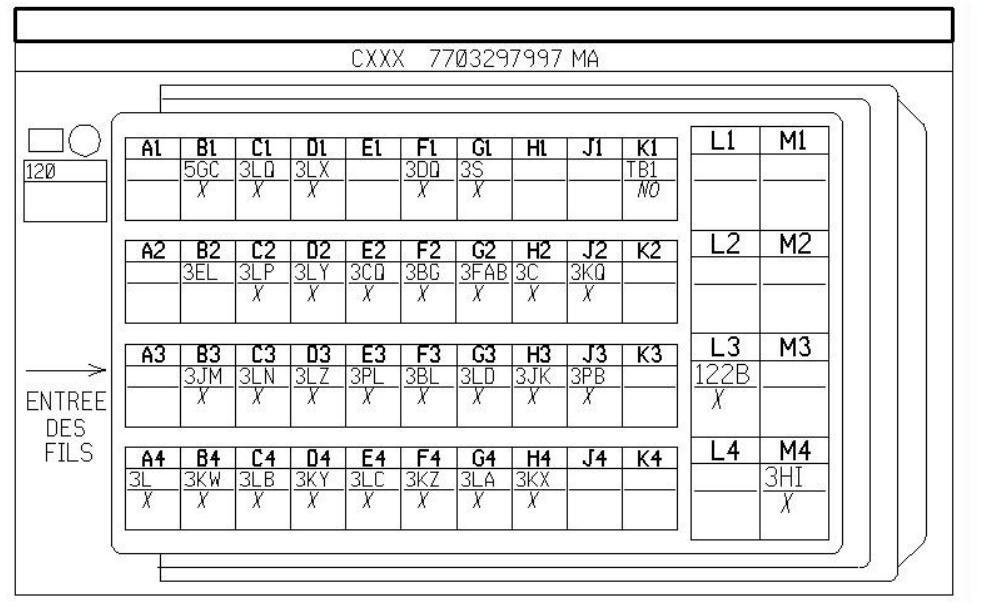 CXXX 7703297997 MA
A1 B1 C1 D1 E1 F1 G1 H1 J1 K1 L1 M1
120 5GC 3LQ 3LX 3DQ 3S TB1
X X X X X NO
A2 B2 C2 D2 E2 F2 G2 H2 J2 K2 L2 M2
3EL 3LP 3LY 3CQ 3BG 3FAB 3C 3KQ
X X X X X X X
A3 B3 C3 D3 E3 F3 G3 H3 J3 K3 L3 M3
3JM 3LN 3LZ 3PL 3BL 3LD 3JK 3PB 122B
X X X X X X X X X
ENTREE
DES
FILS
A4 B4 C4 D4 E4 F4 G4 H4 J4 K4 L4 M4
3L 3KW 3LB 3KY 3LC 3KZ 3LA 3KX 3HI
X X X X X X X X X